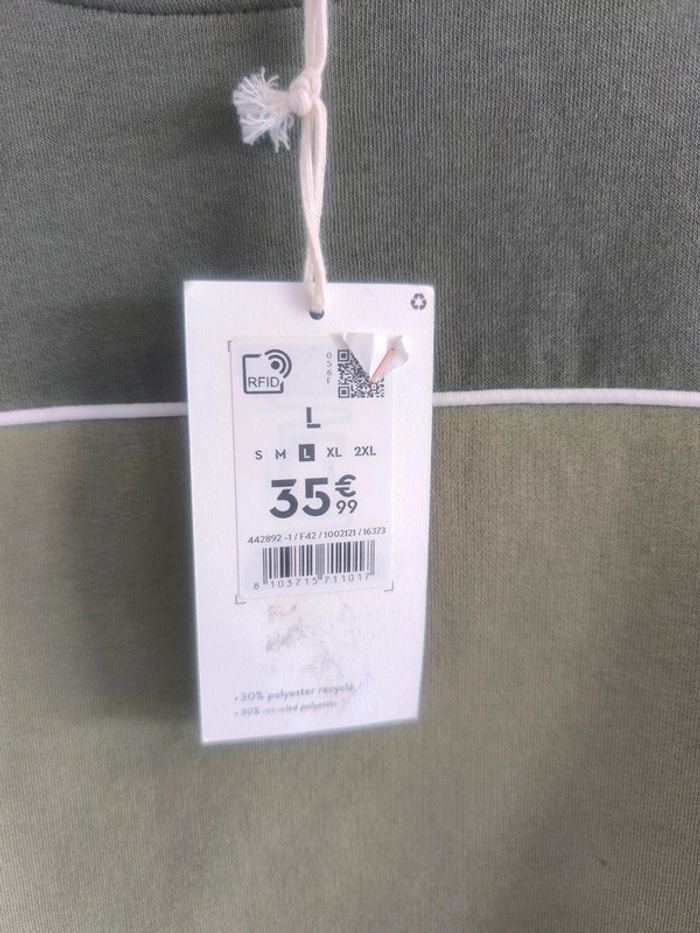 RFID
056F
L
S M L XL 2XL
35€99
442892 -1 / F42 / 1002121 / 16373
8 103715 711017
• 30% polyester recyclé
• 30% recycled polyester